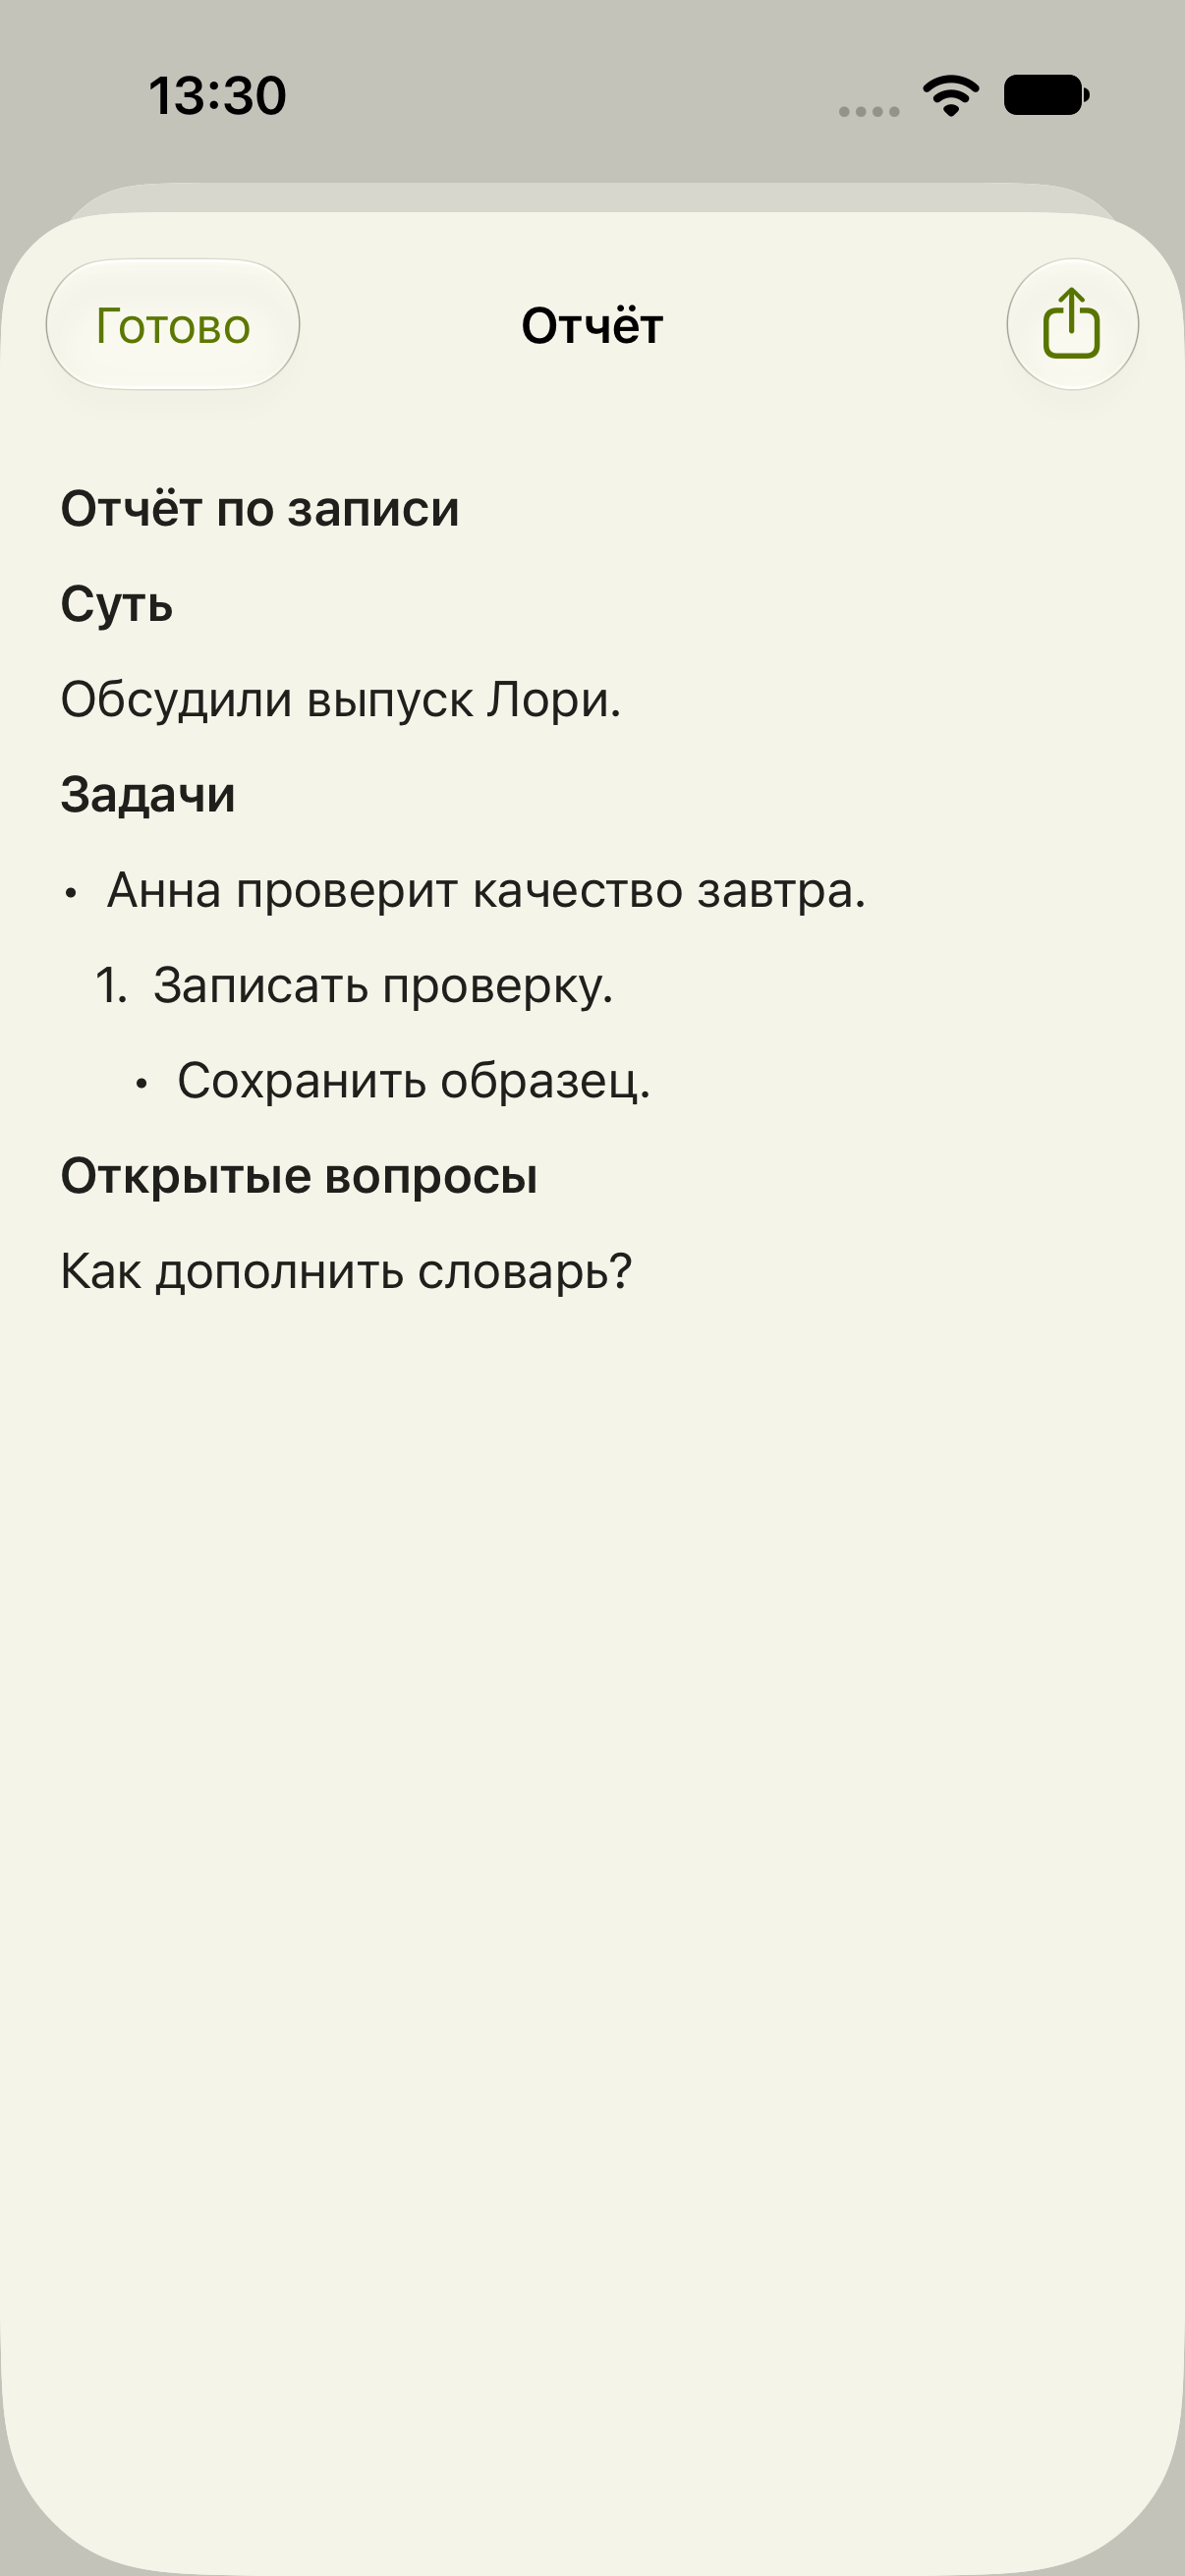 13:30
Готово
Отчёт
Отчёт по записи
Суть
Обсудили выпуск Лори.
Задачи
• Анна проверит качество завтра.
1. Записать проверку.
• Сохранить образец.
Открытые вопросы
Как дополнить словарь?